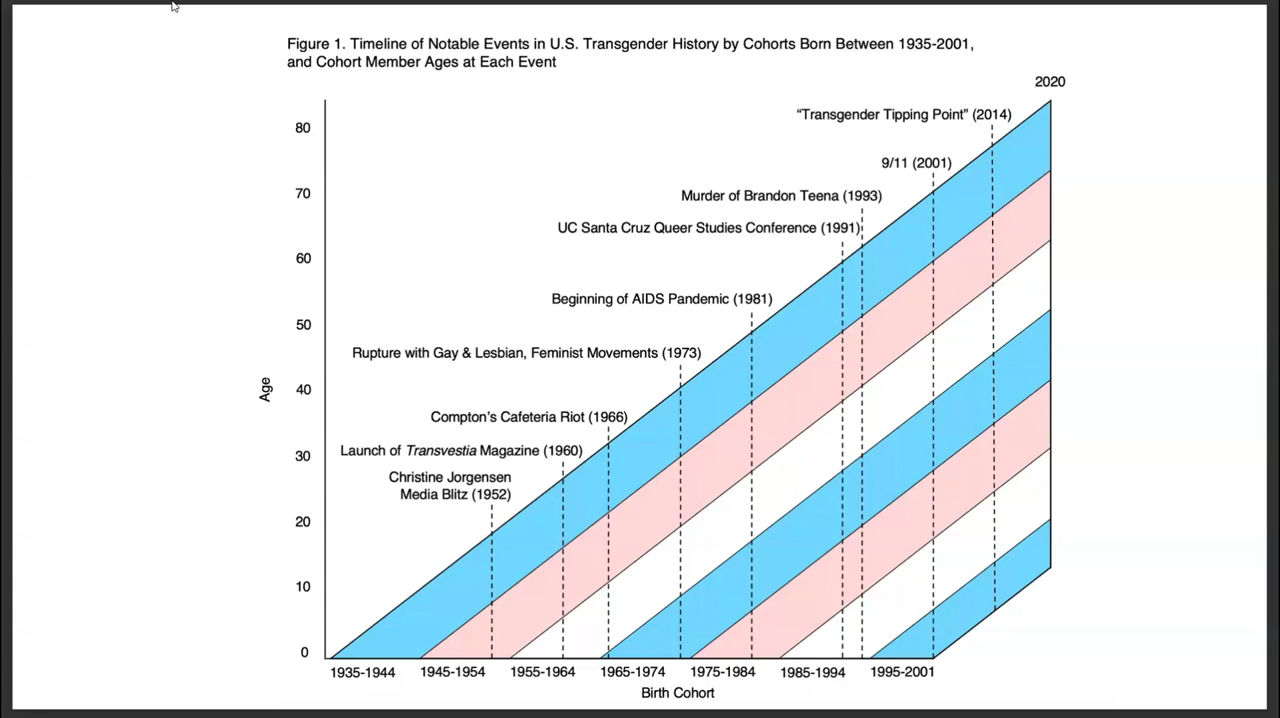 Figure 1. Timeline of Notable Events in U.S. Transgender History by Cohorts Born Between 1935-2001,
and Cohort Member Ages at Each Event
2020
“Transgender Tipping Point” (2014)
80
9/11 (2001)
70
Murder of Brandon Teena (1993)
UC Santa Cruz Queer Studies Conference (1991)
60
Beginning of AIDS Pandemic (1981)
50
Rupture with Gay & Lesbian, Feminist Movements (1973)
40
Age
Compton’s Cafeteria Riot (1966)
30
Launch of Transvestia Magazine (1960)
Christine Jorgensen
Media Blitz (1952)
20
10
0
1935-1944 1945-1954 1955-1964 1965-1974 1975-1984 1985-1994 1995-2001
Birth Cohort